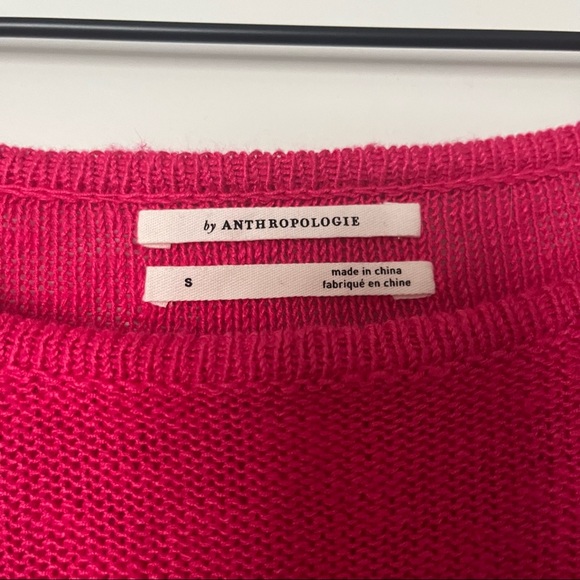 by ANTHROPOLOGIE
S
made in china
fabriqué en chine